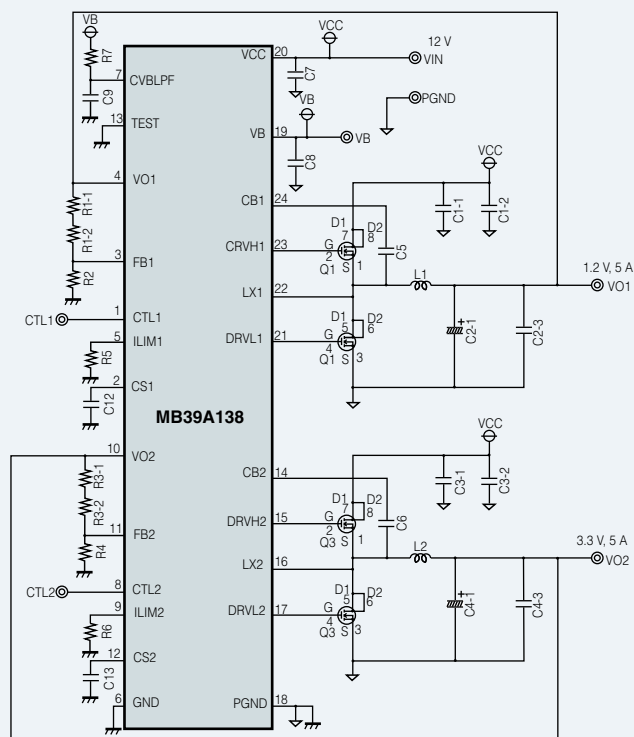 VB
R7
C9
7 CVBLPF
13 TEST
4 VO1
R1-1
R1-2
3 FB1
R2
CTL1 1 CTL1
5 ILIM1
R5
2 CS1
C12
MB39A138
10 VO2
R3-1
R3-2
11 FB2
R4
CTL2 8 CTL2
9 ILIM2
R6
12 CS2
C13
6 GND
VCC 20
VCC
12 V
VIN
C7
PGND
VB
VB 19
VB
C8
VCC
CB1 24
C5
C1-1
C1-2
D1
D2
7
8
CRVH1 23
G
2
Q1 S 1
LX1 22
L1
1.2 V, 5 A
VO1
D1
D2
5
6
DRVL1 21
G
4
Q1 S 3
C2-1
+
C2-3
VCC
CB2 14
C6
C3-1
C3-2
D1
D2
7
8
DRVH2 15
G
2
Q3 S 1
LX2 16
L2
3.3 V, 5 A
VO2
D1
D2
5
6
DRVL2 17
G
4
Q3 S 3
C4-1
+
C4-3
PGND 18